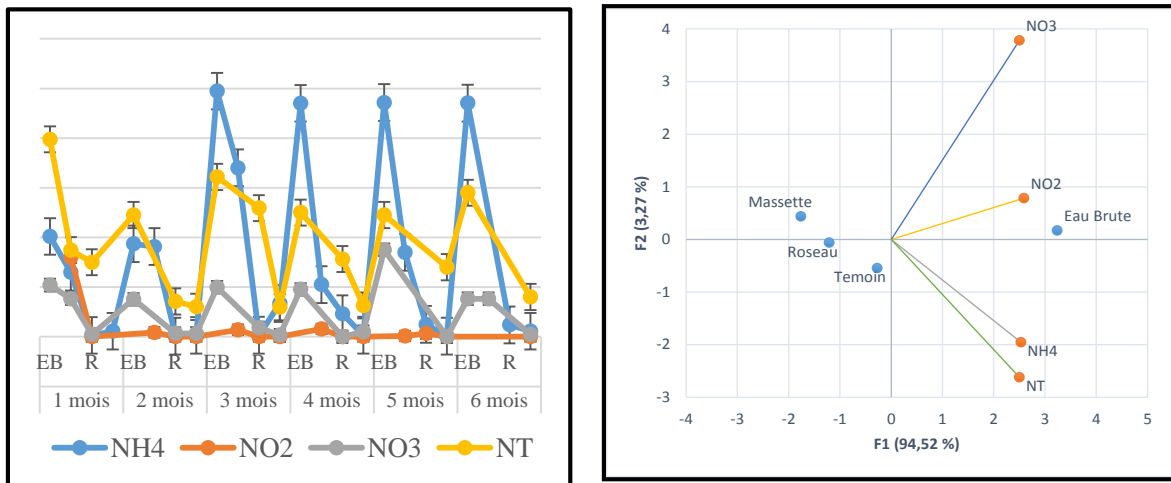 EB R EB R EB R EB R EB R EB R
1 mois 2 mois 3 mois 4 mois 5 mois 6 mois
NH4 NO2 NO3 NT
4
3
2
1
0
-1
-2
-3
-4 -3 -2 -1 0 1 2 3 4 5
F2 (3,27 %)
F1 (94,52 %)
NO3
NO2
Massette
Eau Brute
Roseau
Temoin
NH4
NT